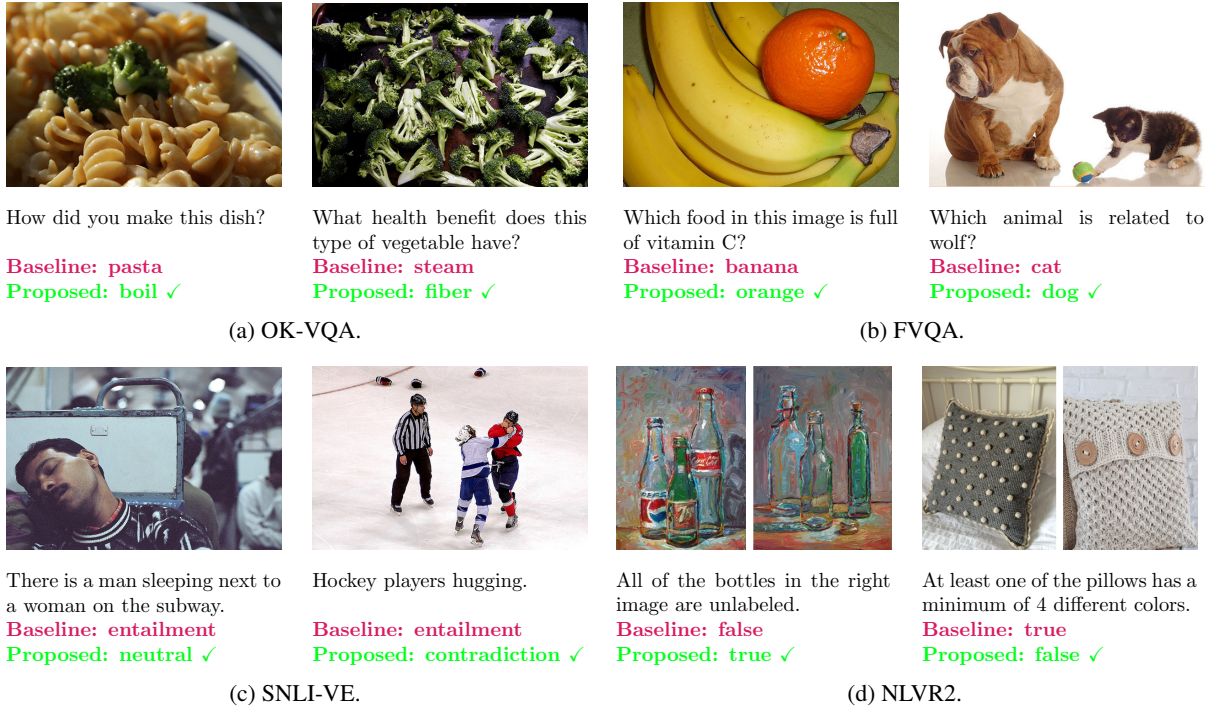 How did you make this dish?
Baseline: pasta
Proposed: boil ✓
What health benefit does this
type of vegetable have?
Baseline: steam
Proposed: fiber ✓
(a) OK-VQA.
Which food in this image is full
of vitamin C?
Baseline: banana
Proposed: orange ✓
Which animal is related to
wolf?
Baseline: cat
Proposed: dog ✓
(b) FVQA.
There is a man sleeping next to
a woman on the subway.
Baseline: entailment
Proposed: neutral ✓
Hockey players hugging.
Baseline: entailment
Proposed: contradiction ✓
(c) SNLI-VE.
PEPSI
7up
All of the bottles in the right
image are unlabeled.
Baseline: false
Proposed: true ✓
At least one of the pillows has a
minimum of 4 different colors.
Baseline: true
Proposed: false ✓
(d) NLVR2.